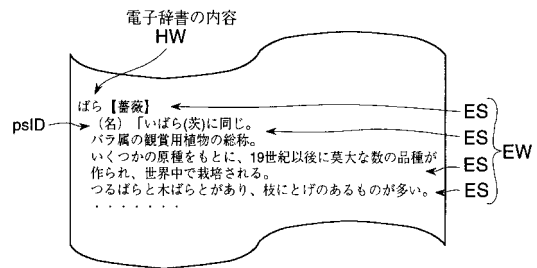 電子辞書の内容
HW
ばら【薔薇】
psID
(名)「いばら(茨)に同じ。
バラ属の観賞用植物の総称。
いくつかの原種をもとに、19世紀以後に莫大な数の品種が
作られ、世界中で栽培される。
つるばらと木ばらとがあり、枝にとげのあるものが多い。
・・・・・・・
ES
ES
ES
ES
EW